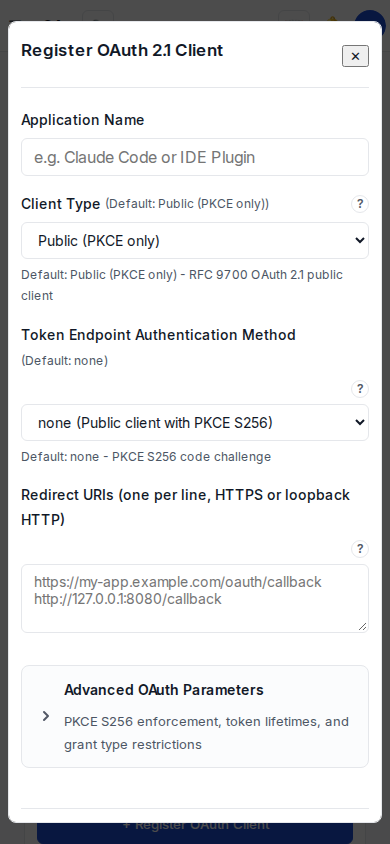 Register OAuth 2.1 Client
×
Application Name
e.g. Claude Code or IDE Plugin
Client Type (Default: Public (PKCE only)) ?
Public (PKCE only)
Default: Public (PKCE only) - RFC 9700 OAuth 2.1 public
client
Token Endpoint Authentication Method
(Default: none)
?
none (Public client with PKCE S256)
Default: none - PKCE S256 code challenge
Redirect URIs (one per line, HTTPS or loopback
HTTP)
?
https://my-app.example.com/oauth/callback
http://127.0.0.1:8080/callback
Advanced OAuth Parameters
PKCE S256 enforcement, token lifetimes, and
grant type restrictions
+ Register OAuth Client